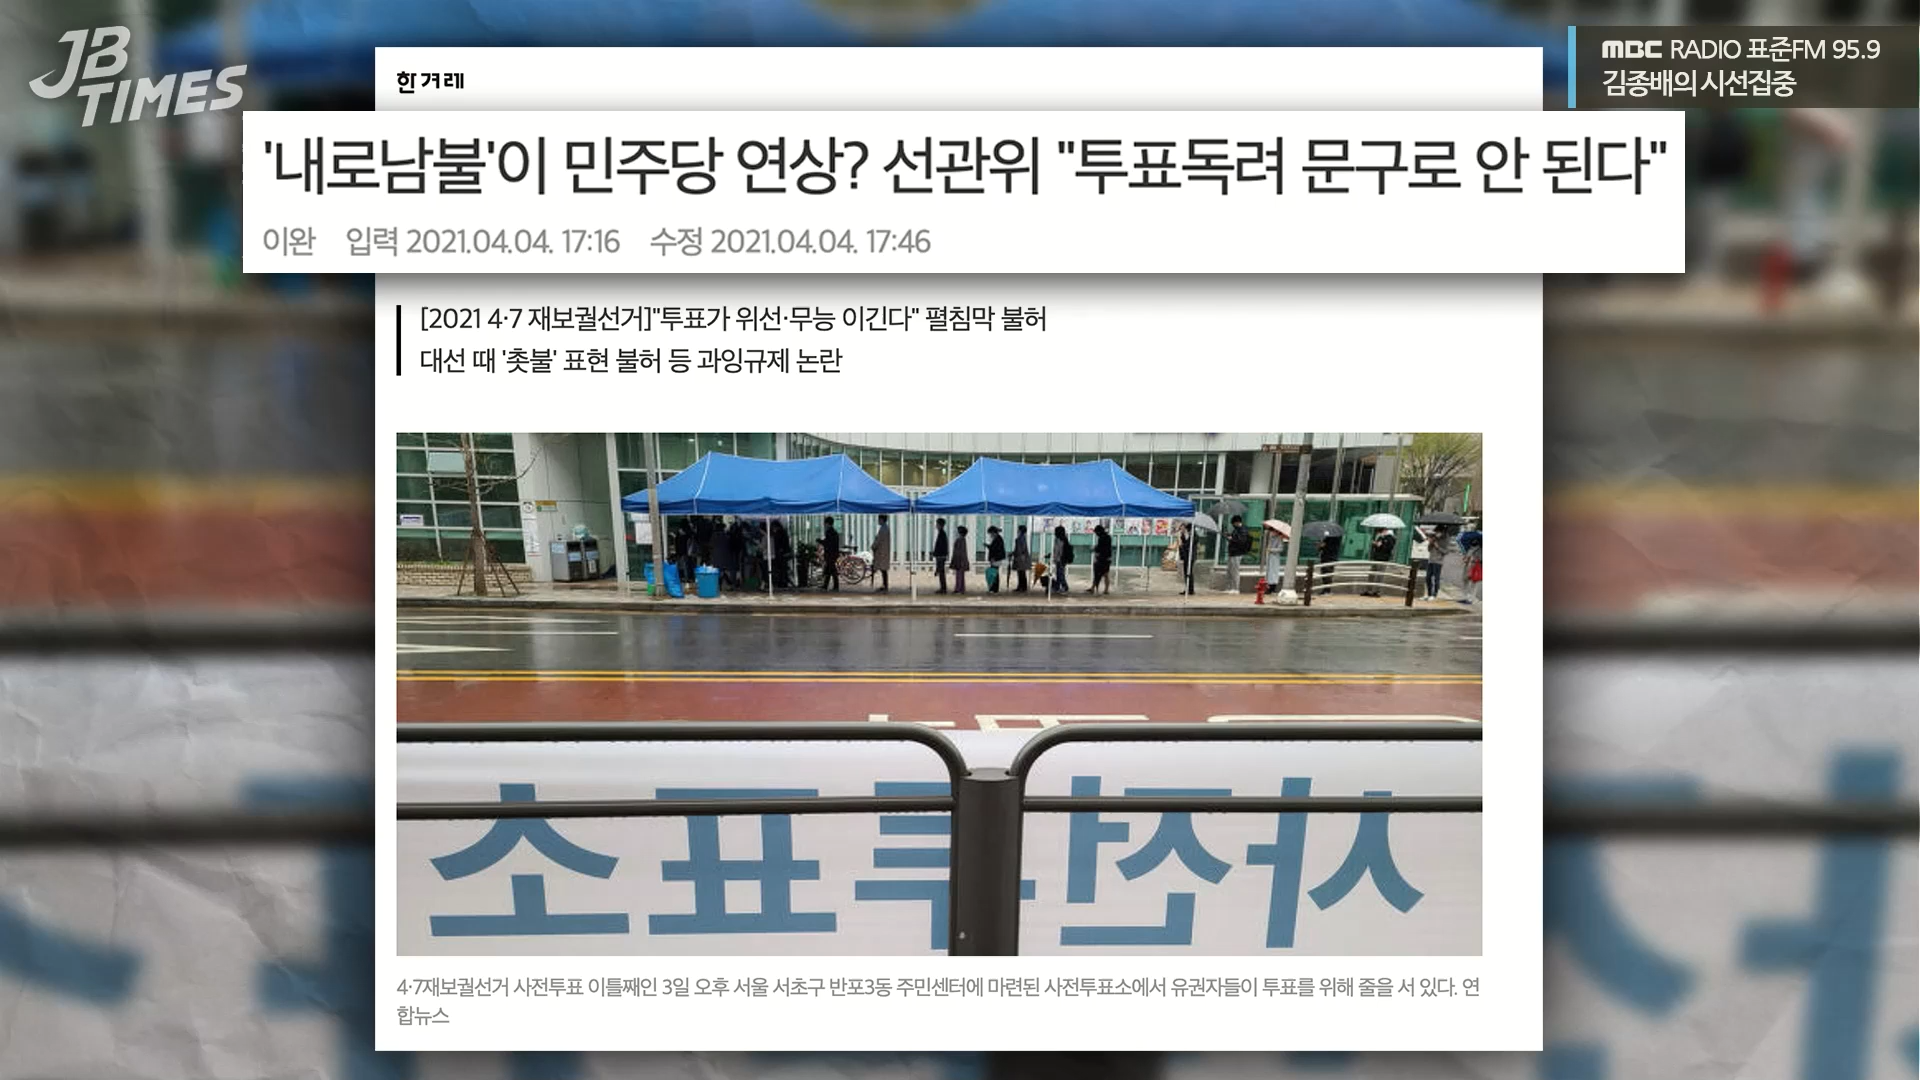 JB
TIMES
MBC RADIO 표준FM 95.9
김종배의 시선집중
한겨레
'내로남불'이 민주당 연상? 선관위 "투표독려 문구로 안 된다"
이완 입력 2021.04.04. 17:16 수정 2021.04.04. 17:46
[2021 4·7 재보궐선거]"투표가 위선·무능 이긴다" 펼침막 불허
대선 때 '촛불' 표현 불허 등 과잉규제 논란
사전투표소
4·7재보궐선거 사전투표 이틀째인 3일 오후 서울 서초구 반포3동 주민센터에 마련된 사전투표소에서 유권자들이 투표를 위해 줄을 서 있다. 연
합뉴스